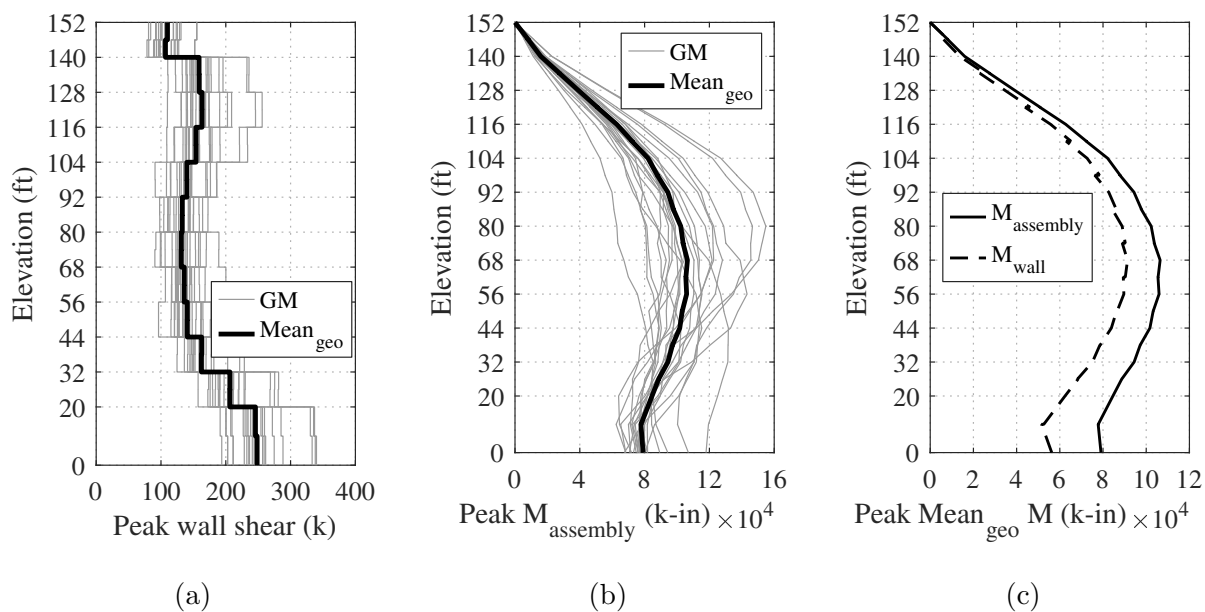 152
140
128
116
104
92
80
68
56
44
32
20
0
Elevation (ft)
GM
Mean_geo
0 100 200 300 400
Peak wall shear (k)
(a)
152
140
128
116
104
92
80
68
56
44
32
20
0
Elevation (ft)
GM
Mean_geo
0 4 8 12 16
Peak M_assembly (k-in) ×10^4
(b)
152
140
128
116
104
92
80
68
56
44
32
20
0
Elevation (ft)
M_assembly
M_wall
0 2 4 6 8 10 12
Peak Mean_geo M (k-in) ×10^4
(c)